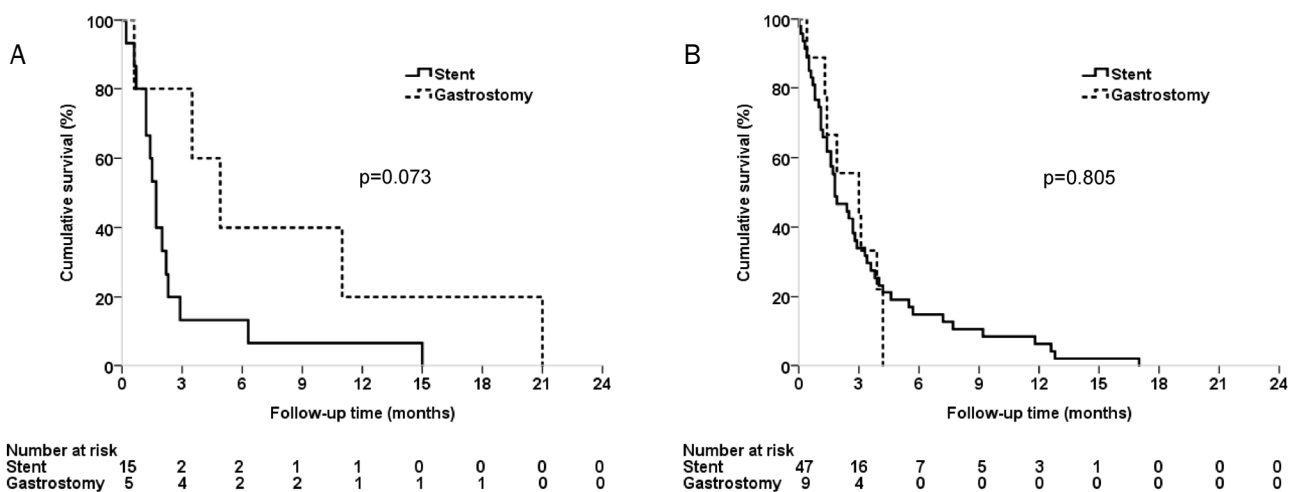 A
Cumulative survival (%)
100
80
60
40
20
0
Stent
Gastrostomy
p=0.073
0 3 6 9 12 15 18 21 24
Follow-up time (months)
Number at risk
Stent 15 2 2 1 1 0 0 0 0
Gastrostomy 5 4 2 2 1 1 1 0 0
B
Cumulative survival (%)
100
80
60
40
20
0
Stent
Gastrostomy
p=0.805
0 3 6 9 12 15 18 21 24
Follow-up time (months)
Number at risk
Stent 47 16 7 5 3 1 0 0 0
Gastrostomy 9 4 0 0 0 0 0 0 0